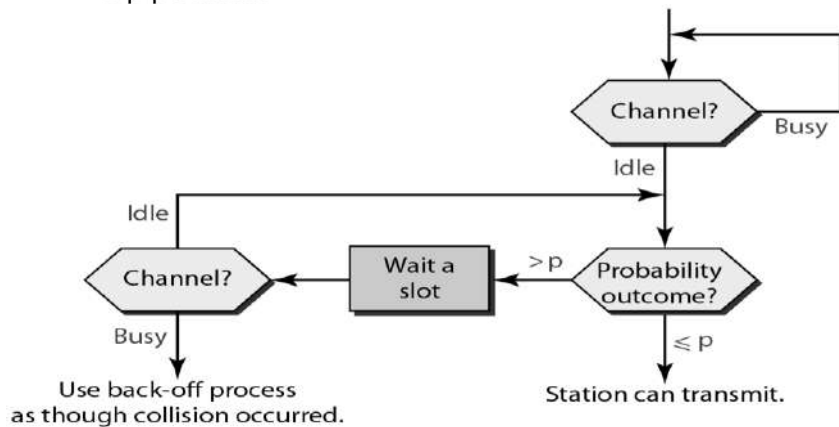 Channel?
Busy
Idle
Idle
Channel?
Wait a
slot
> p
Probability
outcome?
Busy
≤ p
Use back-off process
as though collision occurred.
Station can transmit.